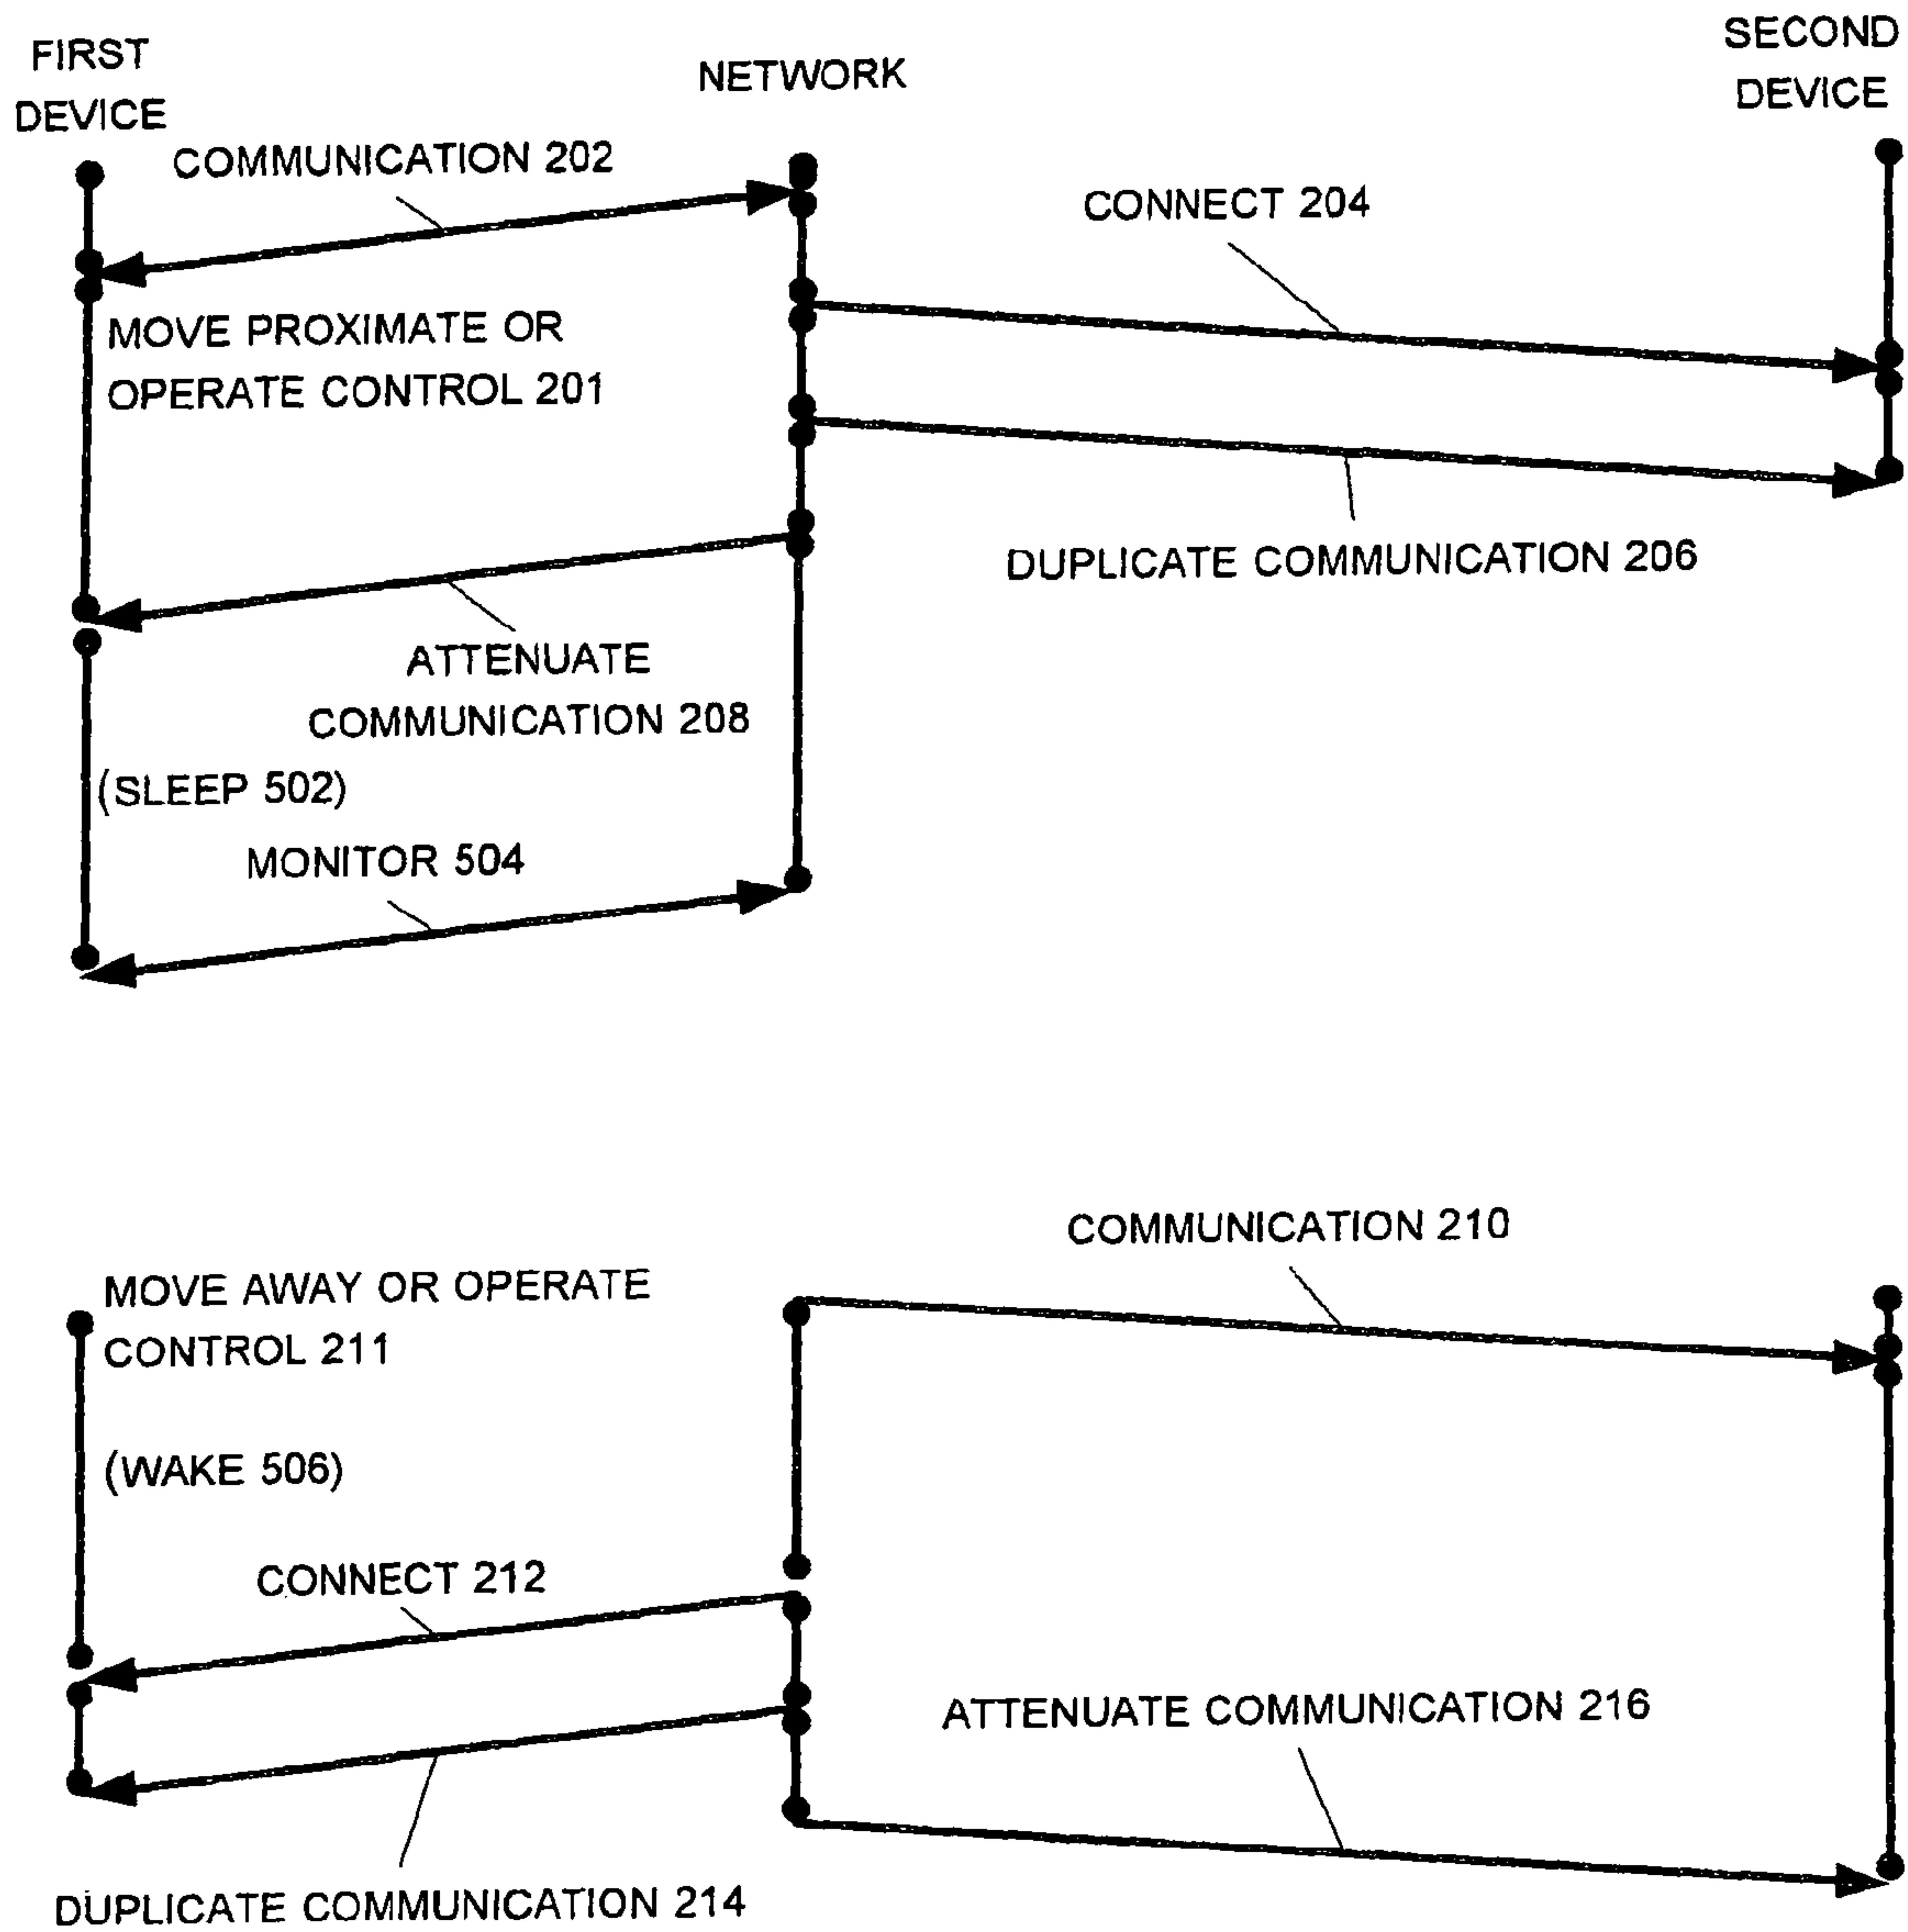 FIRST
DEVICE
NETWORK
SECOND
DEVICE
COMMUNICATION 202
CONNECT 204
MOVE PROXIMATE OR
OPERATE CONTROL 201
DUPLICATE COMMUNICATION 206
ATTENUATE
COMMUNICATION 208
(SLEEP 502)
MONITOR 504
COMMUNICATION 210
MOVE AWAY OR OPERATE
CONTROL 211
(WAKE 506)
CONNECT 212
ATTENUATE COMMUNICATION 216
DUPLICATE COMMUNICATION 214